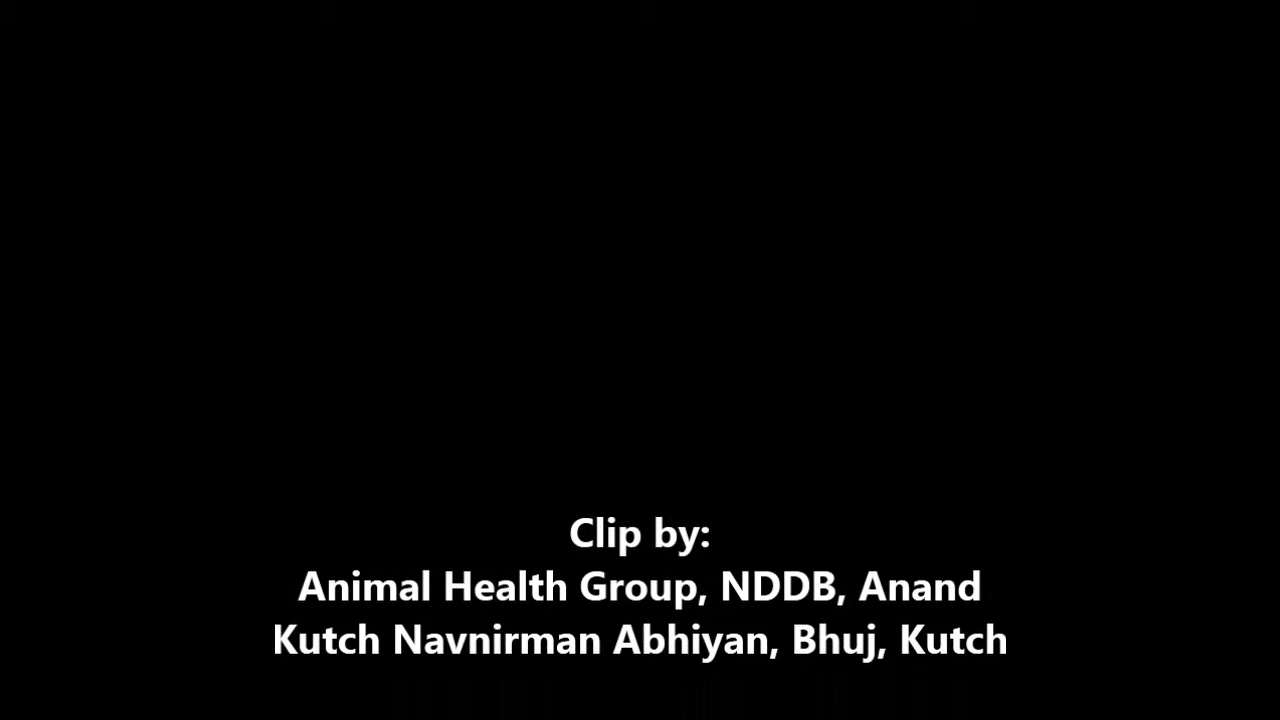 Clip by:
Animal Health Group, NDDB, Anand
Kutch Navnirman Abhiyan, Bhuj, Kutch